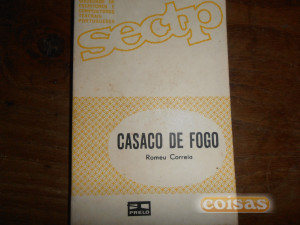 sectp
CASACO DE FOGO
Romeu Correia
PRELO
coisas